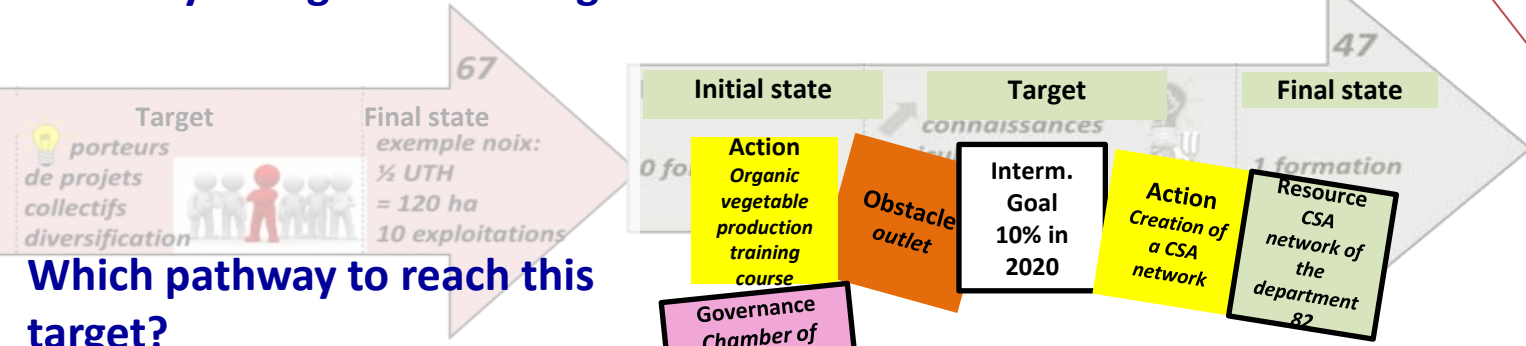 67
Target
Final state
porteurs
de projets
collectifs
diversification
exemple noix:
½ UTH
= 120 ha
10 exploitations
Which pathway to reach this
target?
47
Initial state
Target
Final state
connaissances
1 formation
Action
Organic
vegetable
production
training
course
Obstacle
outlet
Interm.
Goal
10% in
2020
Action
Creation of
a CSA
network
Resource
CSA
network of
the
department
82
Governance
Chamber of